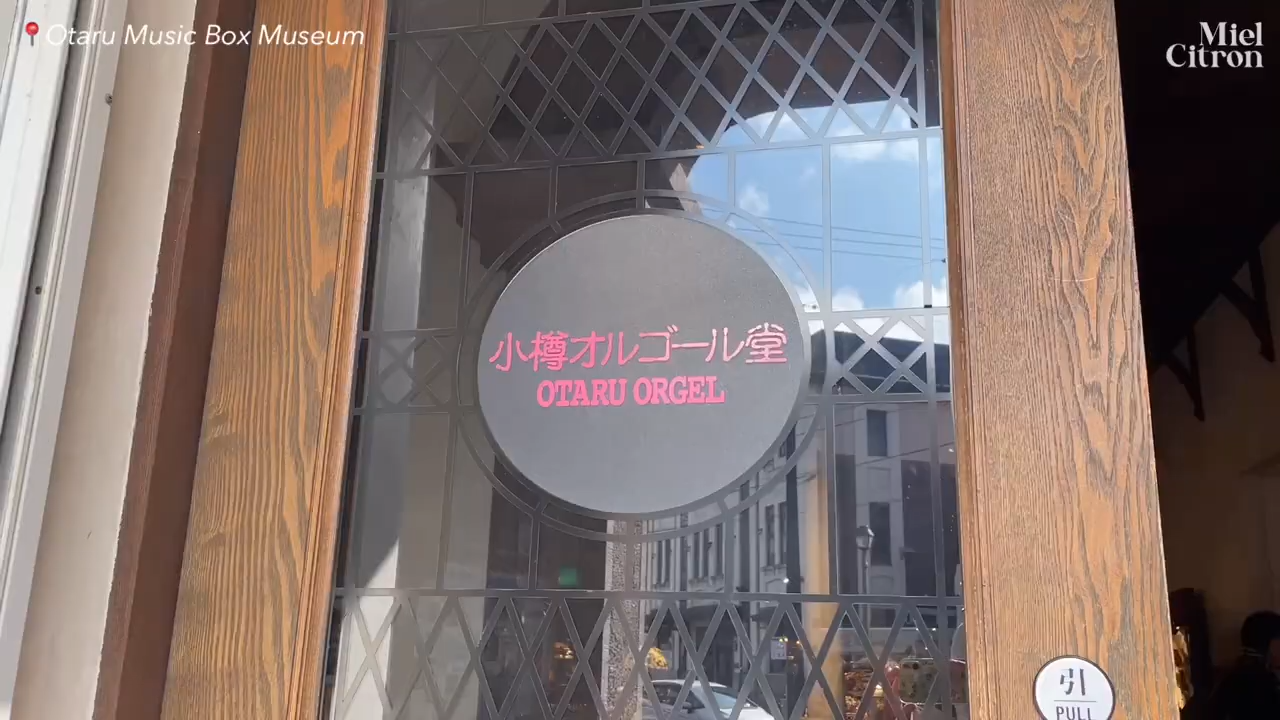 📍Otaru Music Box Museum
Miel
Citron
小樽オルゴール堂
OTARU ORGEL
引
PULL